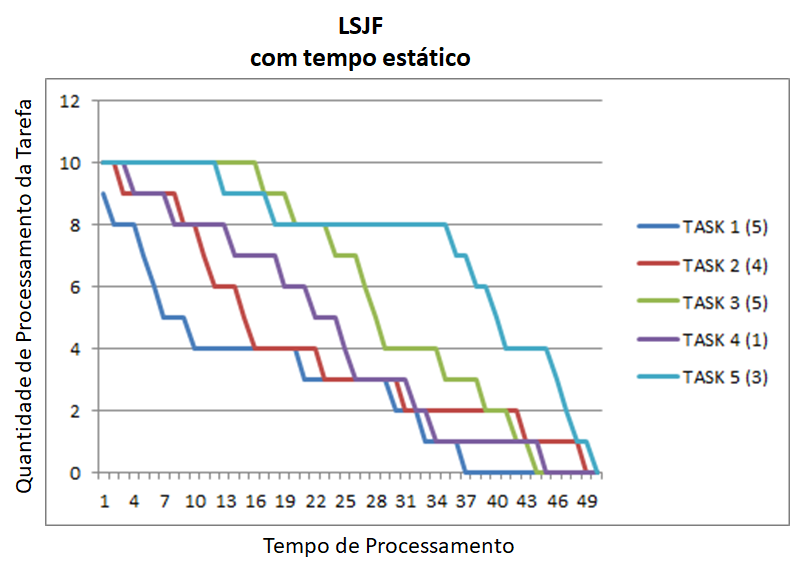 LSJF
com tempo estático
Quantidade de Processamento da Tarefa
12
10
8
6
4
2
0
1 4 7 10 13 16 19 22 25 28 31 34 37 40 43 46 49
Tempo de Processamento
TASK 1 (5)
TASK 2 (4)
TASK 3 (5)
TASK 4 (1)
TASK 5 (3)